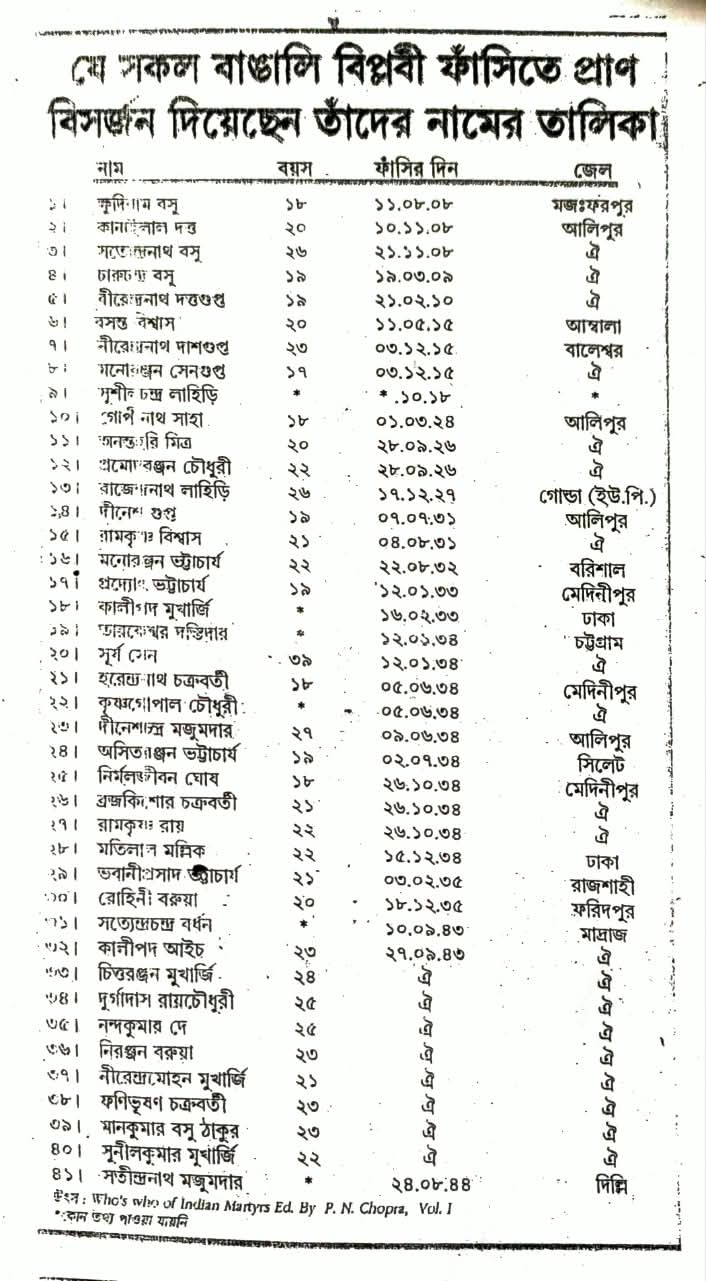 যে সকল বাঙালি বিপ্লবী ফাঁসিতে প্রাণ
বিসর্জন দিয়েছেন তাঁদের নামের তালিকা
নাম বয়স ফাঁসির দিন জেল
১। ক্ষুদিরাম বসু ১৮ ১১.০৮.০৮ মজঃফরপুর
২। কানাইলাল দত্ত ২০ ১০.১১.০৮ আলিপুর
৩। সত্যেন্দ্রনাথ বসু ২৬ ২১.১১.০৮ ঐ
৪। চারুচন্দ্র বসু ১৯ ১৯.০৩.০৯ ঐ
৫। বীরেন্দ্রনাথ দত্তগুপ্ত ১৯ ২১.০২.১০ ঐ
৬। বসন্ত বিশ্বাস ২০ ১১.০৫.১৫ আম্বালা
৭। নীরেন্দ্রনাথ দাশগুপ্ত ২৩ ০৩.১২.১৫ বালেশ্বর
৮। মনোরঞ্জন সেনগুপ্ত ১৭ ০৩.১২.১৫ ঐ
৯। সুশীল চন্দ্র লাহিড়ি * *.১০.১৮ *
১০। গোপীনাথ সাহা ১৮ ০১.০৩.২৪ আলিপুর
১১। অনন্তহরি মিত্র ২০ ২৮.০৯.২৬ ঐ
১২। প্রমোদরঞ্জন চৌধুরী ২২ ২৮.০৯.২৬ ঐ
১৩। রাজেন্দ্রনাথ লাহিড়ি ২৬ ১৭.১২.২৭ গোন্ডা (ইউ.পি.)
১৪। দীনেশ গুপ্ত ১৯ ০৭.০৭.৩১ আলিপুর
১৫। রামকৃষ্ণ বিশ্বাস ২১ ০৪.০৮.৩১ ঐ
১৬। মনোরঞ্জন ভট্টাচার্য ২২ ২২.০৮.৩২ বরিশাল
১৭। প্রদ্যোৎ ভট্টাচার্য ১৯ ১২.০১.৩৩ মেদিনীপুর
১৮। কালীপদ মুখার্জি * ১৬.০২.৩৩ ঢাকা
১৯। তারকেশ্বর দস্তিদার * ১২.০১.৩৪ চট্টগ্রাম
২০। সূর্য সেন ৩৯ ১২.০১.৩৪ ঐ
২১। হরেন্দ্রনাথ চক্রবর্তী ১৮ ০৫.০৬.৩৪ মেদিনীপুর
২২। কৃষ্ণগোপাল চৌধুরী * ০৫.০৬.৩৪ ঐ
২৩। দীনেশচন্দ্র মজুমদার ২৭ ০৯.০৬.৩৪ আলিপুর
২৪। অসিতরঞ্জন ভট্টাচার্য ১৯ ০২.০৭.৩৪ সিলেট
২৫। নির্মলজীবন ঘোষ ১৮ ২৬.১০.৩৪ মেদিনীপুর
২৬। ব্রজকিশোর চক্রবর্তী ২১ ২৬.১০.৩৪ ঐ
২৭। রামকৃষ্ণ রায় ২২ ২৬.১০.৩৪ ঐ
২৮। মতিলাল মল্লিক ২২ ১৫.১২.৩৪ ঢাকা
২৯। ভবানীপ্রসাদ ভট্টাচার্য ২১ ০৩.০২.৩৫ রাজশাহী
৩০। রোহিনী বরুয়া ২০ ১৮.১২.৩৫ ফরিদপুর
৩১। সত্যেন্দ্রচন্দ্র বর্ধন * ১০.০৯.৪৩ মাদ্রাজ
৩২। কালীপদ আইচ ২৩ ২৭.০৯.৪৩ ঐ
৩৩। চিত্তরঞ্জন মুখার্জি ২৪ ঐ ঐ
৩৪। দুর্গাদাস রায়চৌধুরী ২৫ ঐ ঐ
৩৫। নন্দকুমার দে ২৫ ঐ ঐ
৩৬। নিরঞ্জন বরুয়া ২৩ ঐ ঐ
৩৭। নীরেন্দ্রমোহন মুখার্জি ২১ ঐ ঐ
৩৮। ফণিভূষণ চক্রবর্তী ২৩ ঐ ঐ
৩৯। মানকুমার বসু ঠাকুর ২৩ ঐ ঐ
৪০। সুনীলকুমার মুখার্জি ২২ ঐ ঐ
৪১। সতীন্দ্রনাথ মজুমদার * ২৪.০৮.৪৪ দিল্লি
উৎস : Who's who of Indian Martyrs Ed. By P. N. Chopra, Vol. I
*কোন তথ্য পাওয়া যায়নি